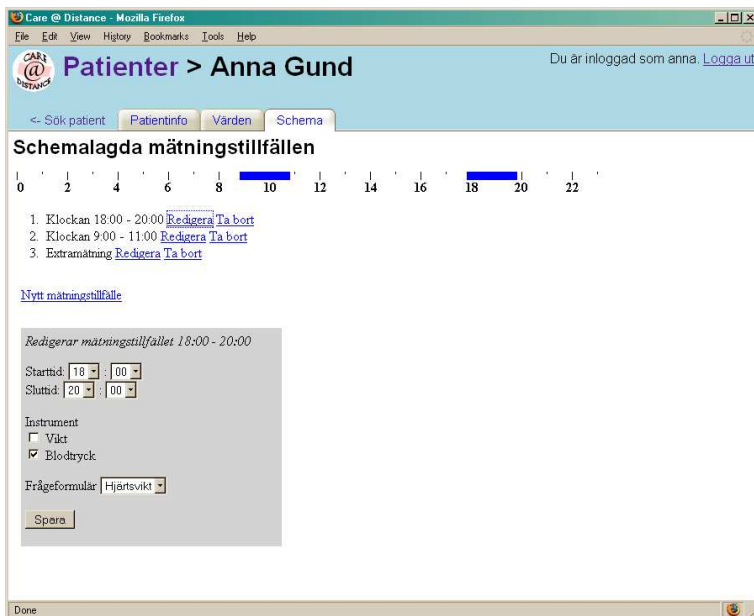 Care @ Distance - Mozilla Firefox
File Edit View History Bookmarks Tools Help
CARE @ DISTANCE
Patienter > Anna Gund
Du är inloggad som anna. Logga ut
<- Sök patient Patientinfo Värden Schema
Schemalagda mätningstillfällen
0 2 4 6 8 10 12 14 16 18 20 22
1. Klockan 18:00 - 20:00 Redigera Ta bort
2. Klockan 9:00 - 11:00 Redigera Ta bort
3. Extramätning Redigera Ta bort
Nytt mätningstillfälle
Redigerar mätningstillfället 18:00 - 20:00
Starttid: 18 : 00
Sluttid: 20 : 00
Instrument
Vikt
Blodtryck
Frågeformulär Hjärtsvikt
Spara
Done